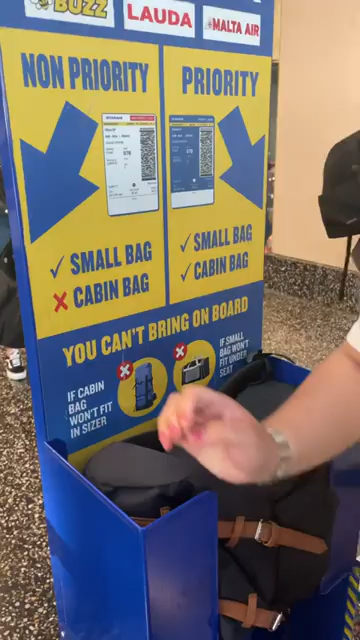 BUZZ
LAUDA
MALTA AIR
NON PRIORITY
PRIORITY
✓ SMALL BAG
✗ CABIN BAG
✓ SMALL BAG
✓ CABIN BAG
YOU CAN'T BRING ON BOARD
IF CABIN
BAG
WON'T FIT
IN SIZER
IF SMALL
BAG WON'T
FIT UNDER
SEAT